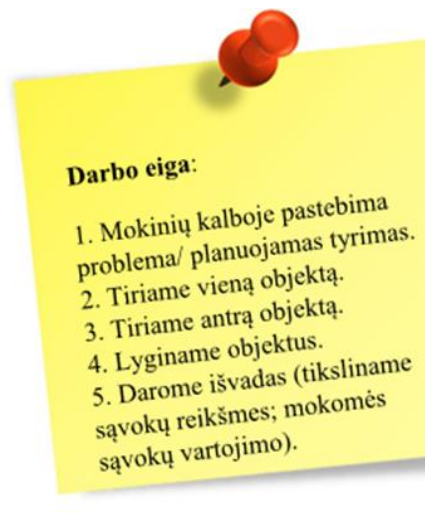 Darbo eiga:
1. Mokinių kalboje pastebima
problema/ planuojamas tyrimas.
2. Tiriame vieną objektą.
3. Tiriame antrą objektą.
4. Lyginame objektus.
5. Darome išvadas (tiksliname
sąvokų reikšmes; mokomės
sąvokų vartojimo).